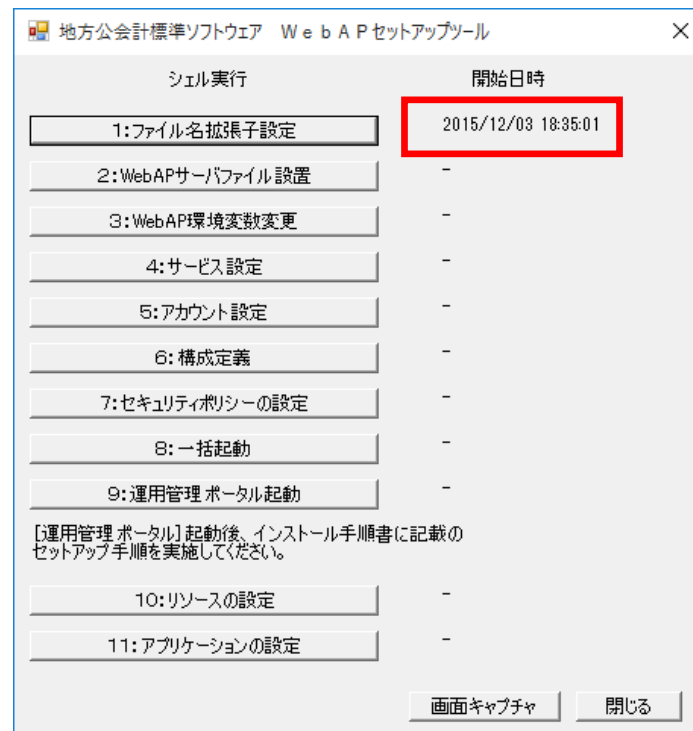 地方公会計標準ソフトウェア　ＷｅｂＡＰセットアップツール
シェル実行 開始日時
1:ファイル名拡張子設定 2015/12/03 18:35:01
2:WebAPサーバファイル設置 -
3:WebAP環境変数変更 -
4:サービス設定 -
5:アカウント設定 -
6:構成定義 -
7:セキュリティポリシーの設定 -
8:一括起動 -
9:運用管理ポータル起動 -
[運用管理ポータル]起動後、インストール手順書に記載の
セットアップ手順を実施してください。
10:リソースの設定 -
11:アプリケーションの設定 -
画面キャプチャ 閉じる